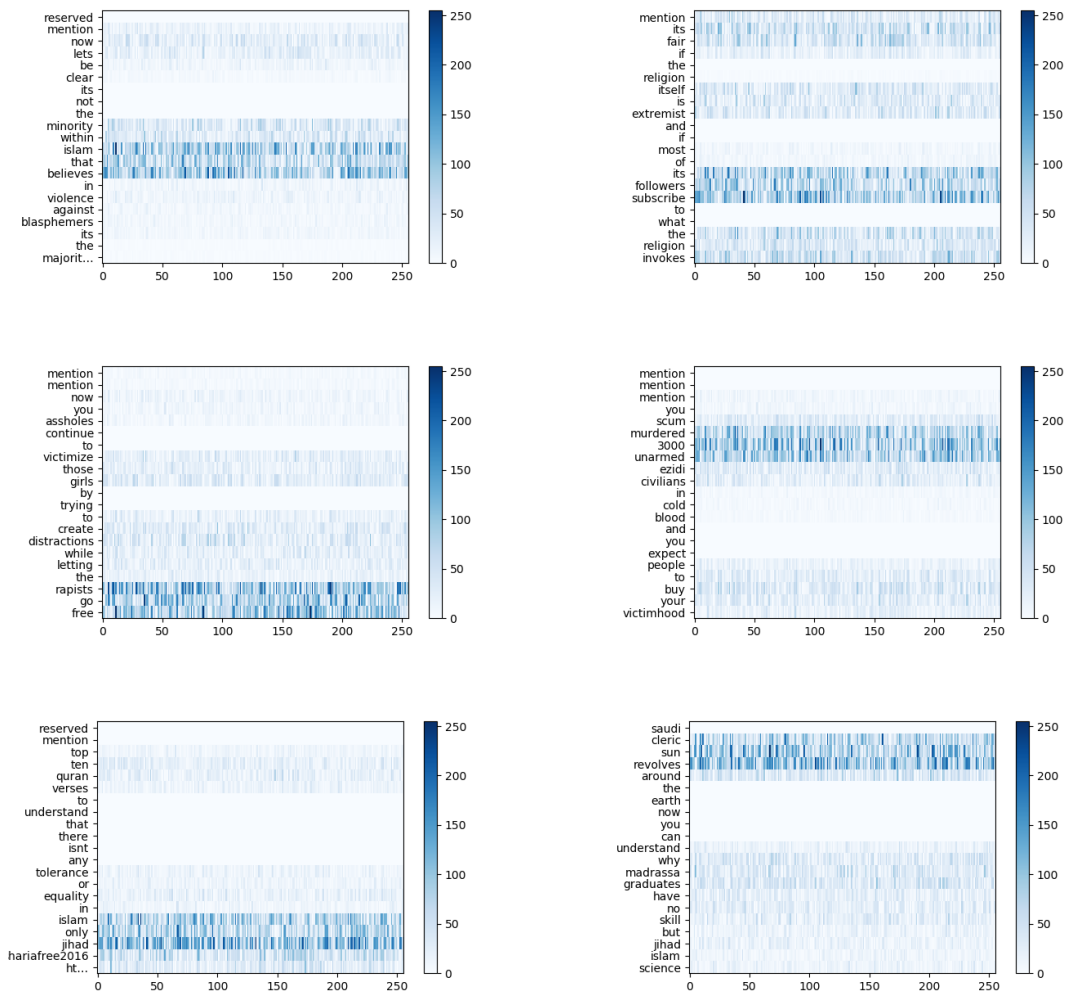 reserved
mention
now
lets
be
clear
its
not
the
minority
within
islam
that
believes
in
violence
against
blasphemers
its
the
majorit...
0 50 100 150 200 250
250
200
150
100
50
0
mention
its
fair
if
the
religion
itself
is
extremist
and
if
most
of
its
followers
subscribe
to
what
the
religion
invokes
0 50 100 150 200 250
250
200
150
100
50
0
mention
mention
now
you
assholes
continue
to
victimize
those
girls
by
trying
to
create
distractions
while
letting
the
rapists
go
free
0 50 100 150 200 250
250
200
150
100
50
0
mention
mention
mention
you
scum
murdered
3000
unarmed
ezidi
civilians
in
cold
blood
and
you
expect
people
to
buy
your
victimhood
0 50 100 150 200 250
250
200
150
100
50
0
reserved
mention
top
ten
quran
verses
to
understand
that
there
isnt
any
tolerance
or
equality
in
islam
only
jihad
hariafree2016
ht...
0 50 100 150 200 250
250
200
150
100
50
0
saudi
cleric
sun
revolves
around
the
earth
now
you
can
understand
why
madrassa
graduates
have
no
skill
but
jihad
islam
science
0 50 100 150 200 250
250
200
150
100
50
0